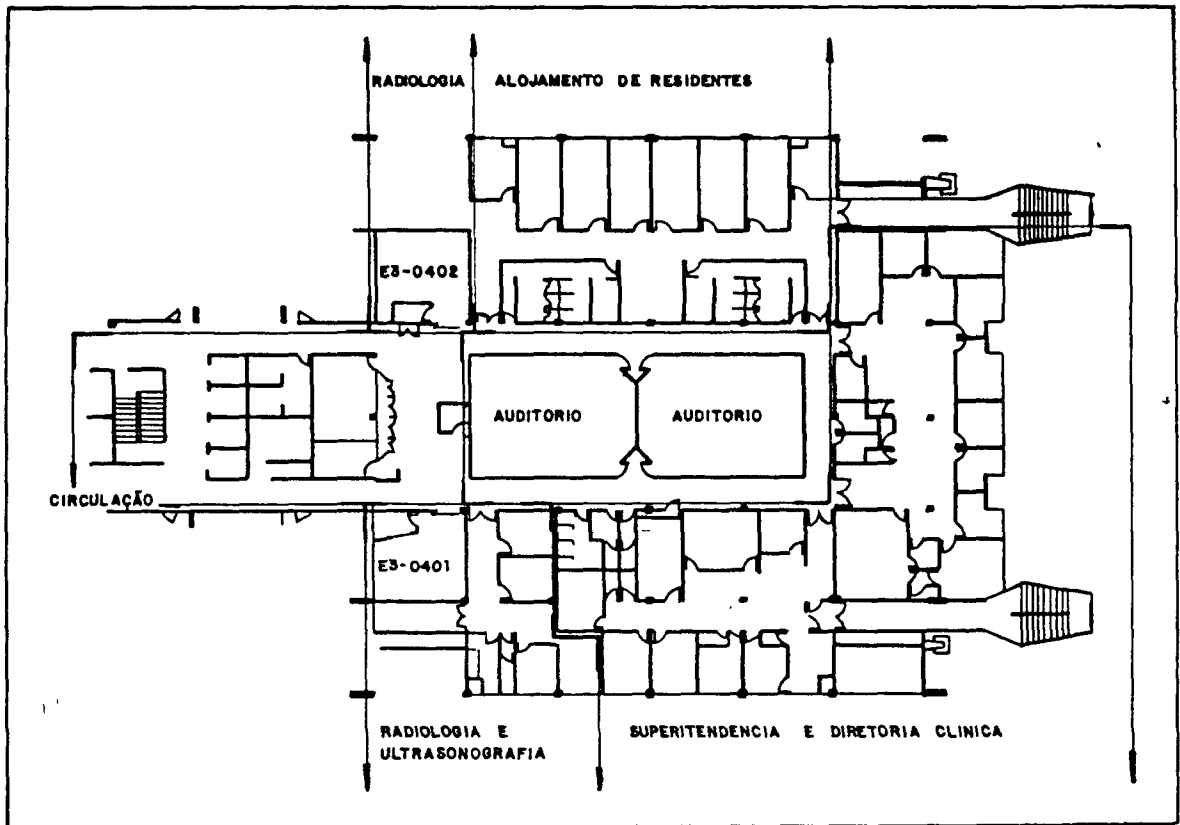 RADIOLOGIA
ALOJAMENTO DE RESIDENTES
E3-0402
AUDITORIO
AUDITORIO
CIRCULAÇÃO
E3-0401
RADIOLOGIA E
ULTRASONOGRAFIA
SUPERITENDENCIA E DIRETORIA CLINICA